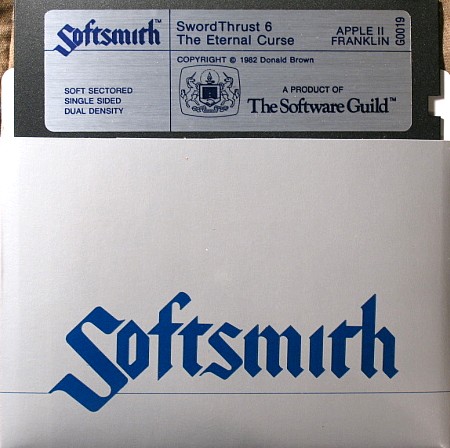 Softsmith™
SwordThrust 6
The Eternal Curse
APPLE II
FRANKLIN
G0019
COPYRIGHT © 1982 Donald Brown
SOFT SECTORED
SINGLE SIDED
DUAL DENSITY
A PRODUCT OF
The Software Guild™
Softsmith